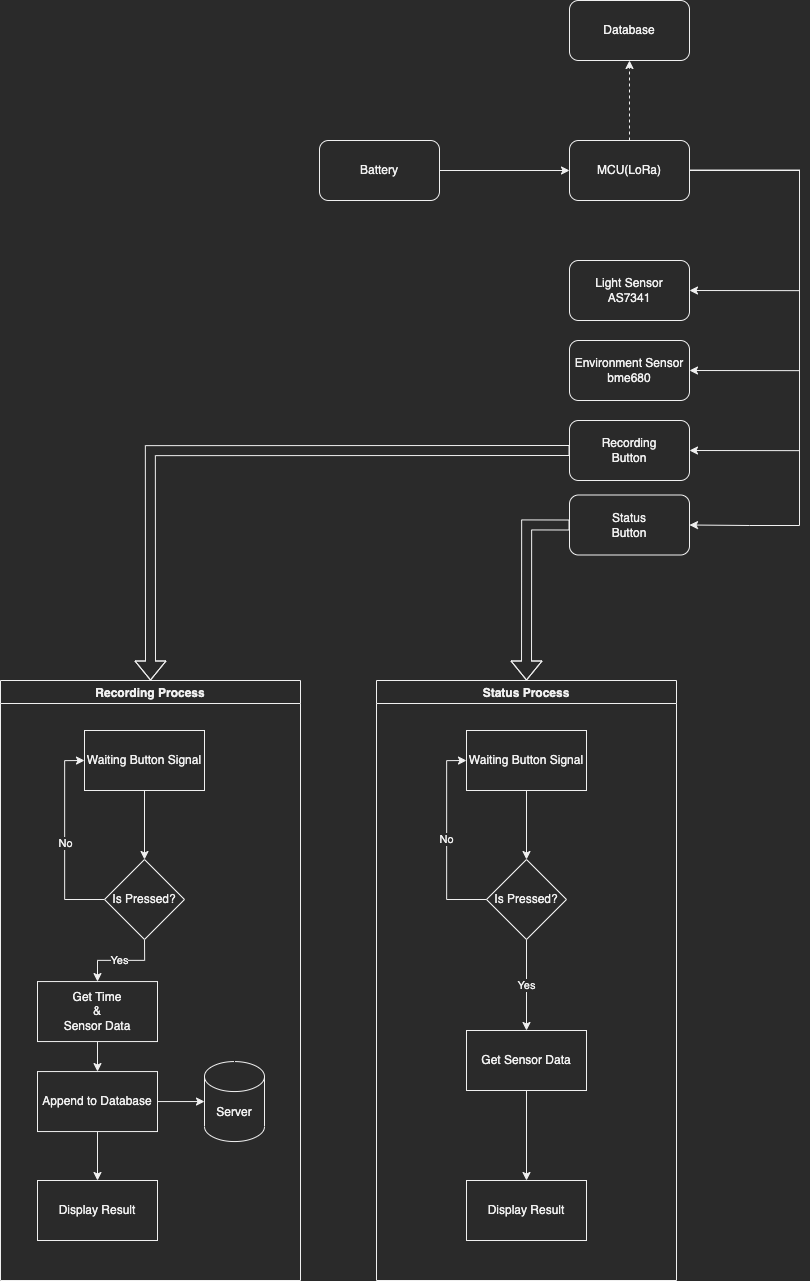 Database
Battery
MCU(LoRa)
Light Sensor
AS7341
Environment Sensor
bme680
Recording
Button
Status
Button
Recording Process
Waiting Button Signal
No
Is Pressed?
Yes
Get Time
&
Sensor Data
Append to Database
Server
Display Result
Status Process
Waiting Button Signal
No
Is Pressed?
Yes
Get Sensor Data
Display Result